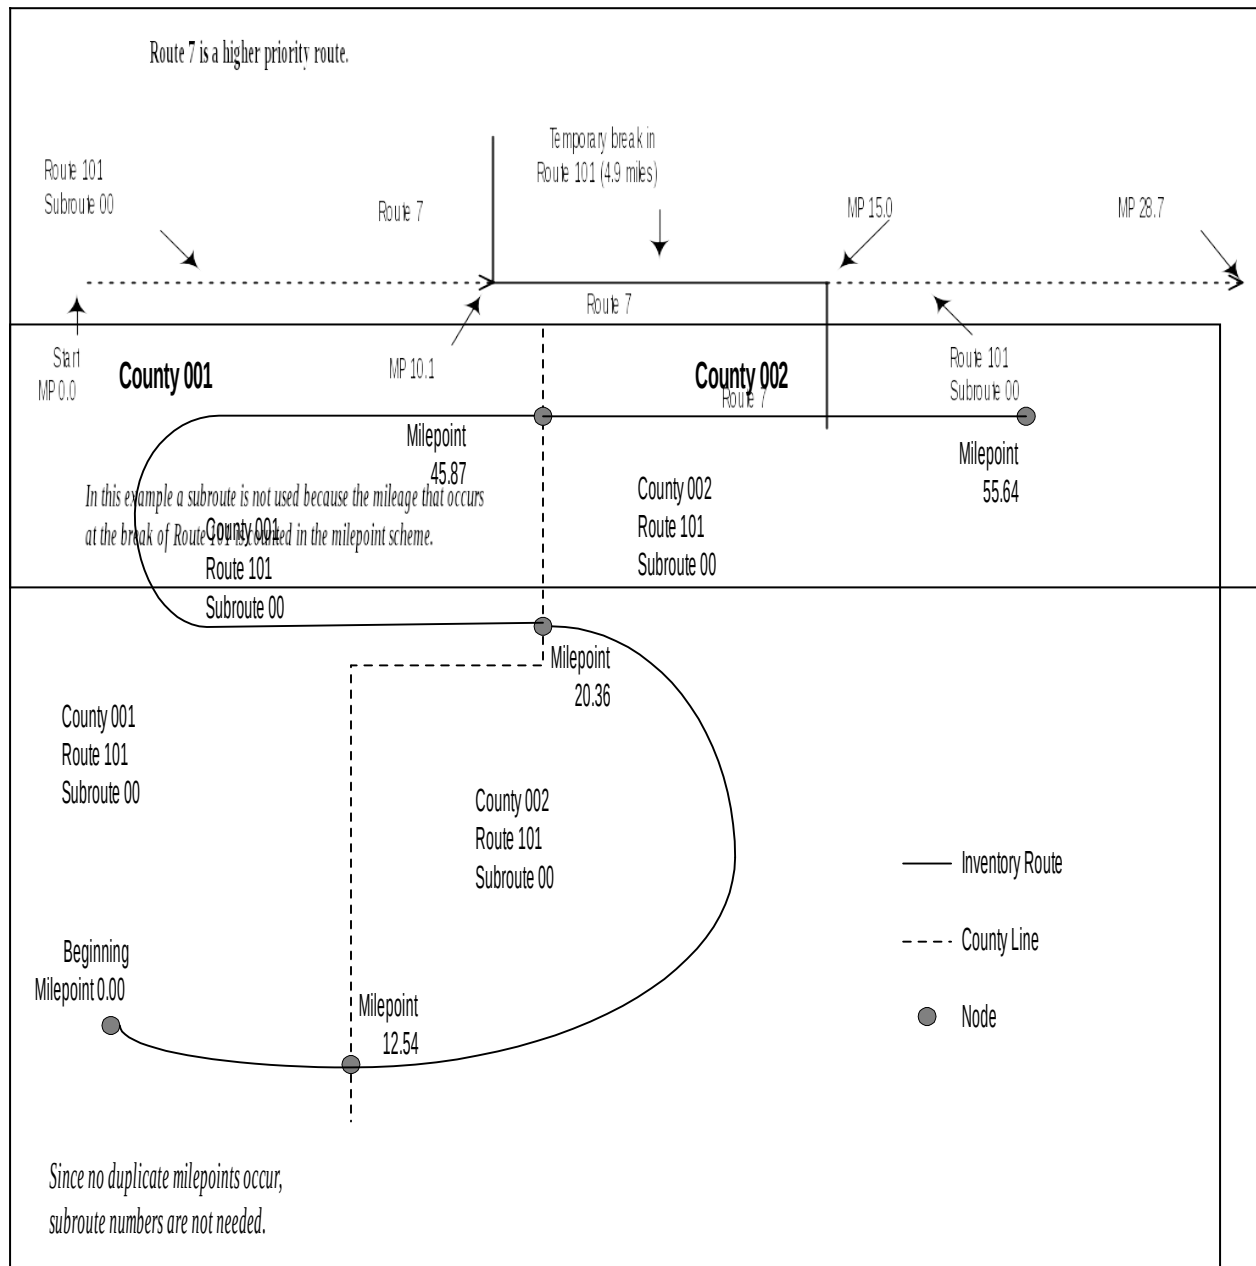 Route 7 is a higher priority route.
Temporary break in
Route 101 (4.9 miles)
Route 101
Subroute 00
Route 7
MP 15.0
MP 28.7
Route 7
Start
MP 0.0
MP 10.1
Route 101
Subroute 00
Route 7
County 001
County 002
Milepoint
45.87
Milepoint
55.64
In this example a subroute is not used because the mileage that occurs
at the break of Route 101 is counted in the milepoint scheme.
County 001
Route 101
Subroute 00
County 002
Route 101
Subroute 00
Milepoint
20.36
County 001
Route 101
Subroute 00
County 002
Route 101
Subroute 00
Inventory Route
County Line
Node
Beginning
Milepoint 0.00
Milepoint
12.54
Since no duplicate milepoints occur,
subroute numbers are not needed.